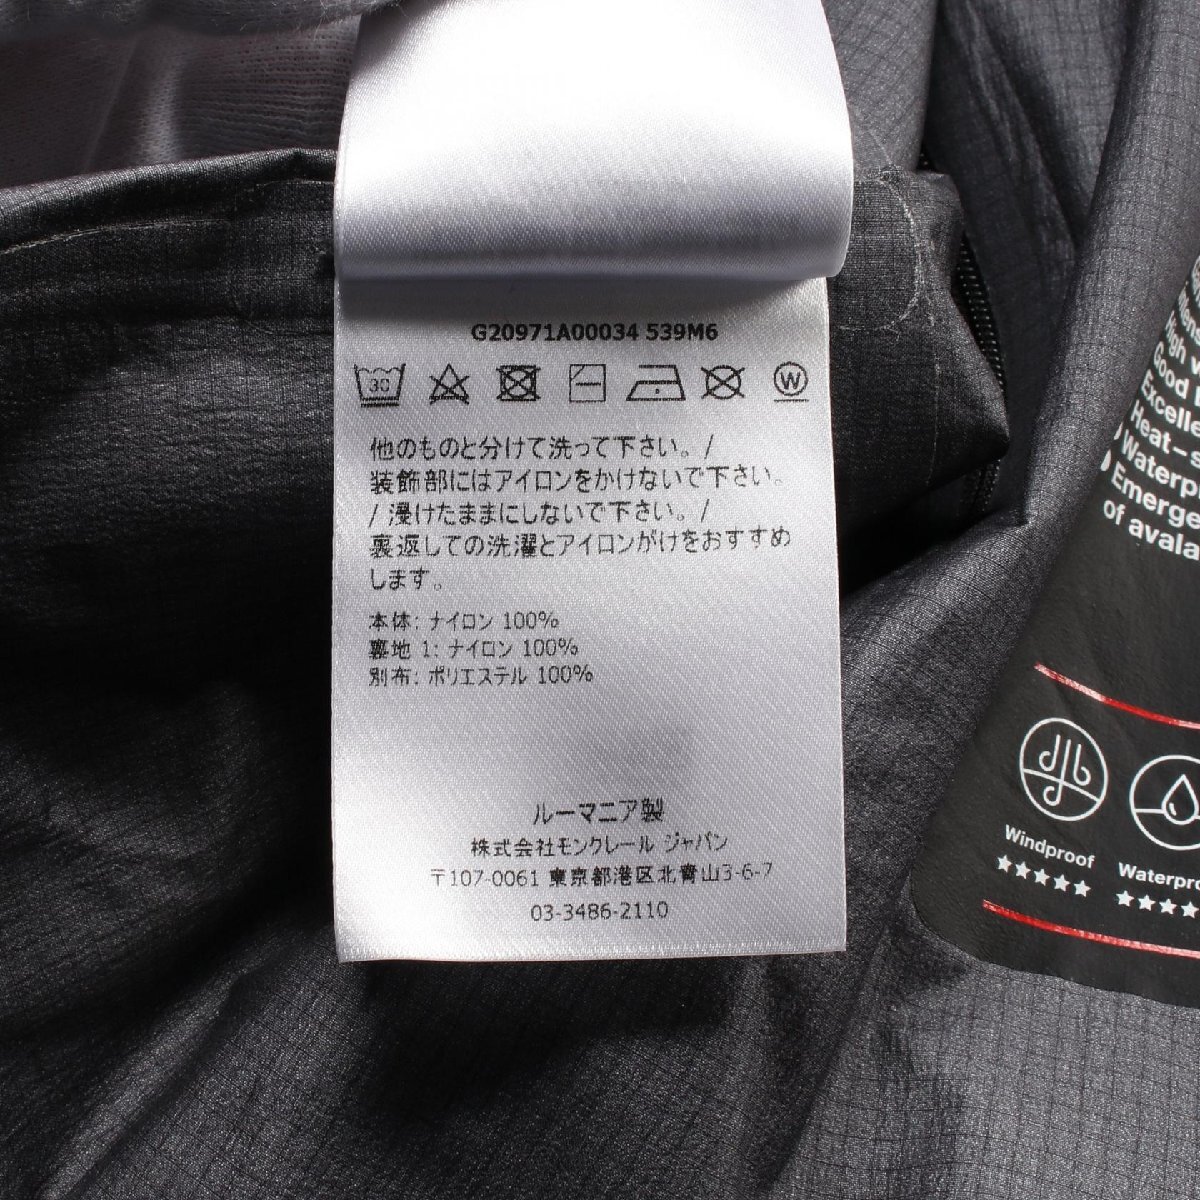 G20971A00034 539M6
30
W
他のものと分けて洗って下さい。/
装飾部にはアイロンをかけないで下さい。
/ 浸けたままにしないで下さい。/
裏返しての洗濯とアイロンがけをおすすめ
します。
本体: ナイロン 100%
裏地 1: ナイロン 100%
別布: ポリエステル 100%
ルーマニア製
株式会社モンクレール ジャパン
〒107-0061 東京都港区北青山3-6-7
03-3486-2110
High
Good
Excelle
Heat-s
Waterp
Emerge
of avala
Windproof
Waterpro